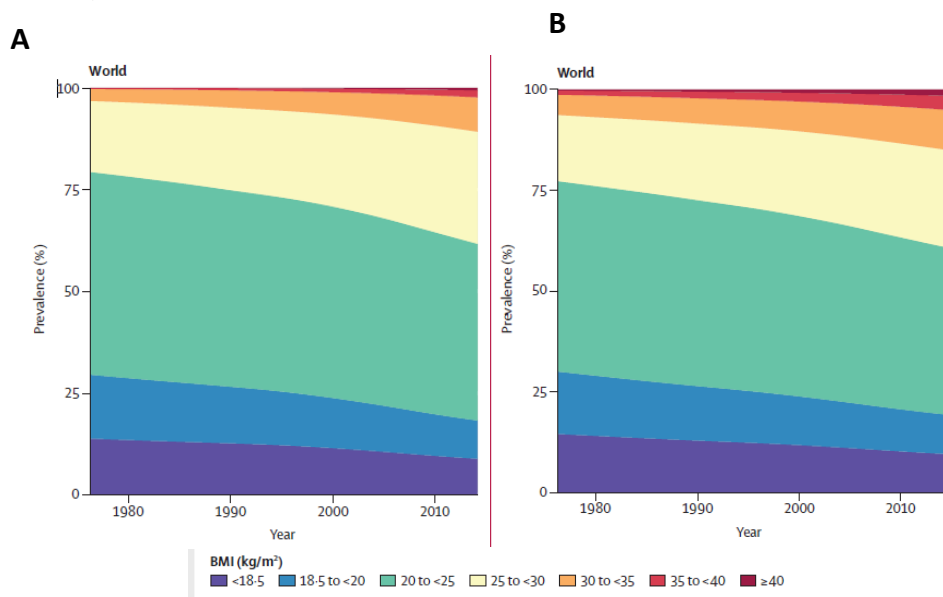 A
World
100
75
50
25
0
Prevalence (%)
1980 1990 2000 2010
Year
B
World
100
75
50
25
0
Prevalence (%)
1980 1990 2000 2010
Year
BMI (kg/m²)
<18·5 18·5 to <20 20 to <25 25 to <30 30 to <35 35 to <40 ≥40